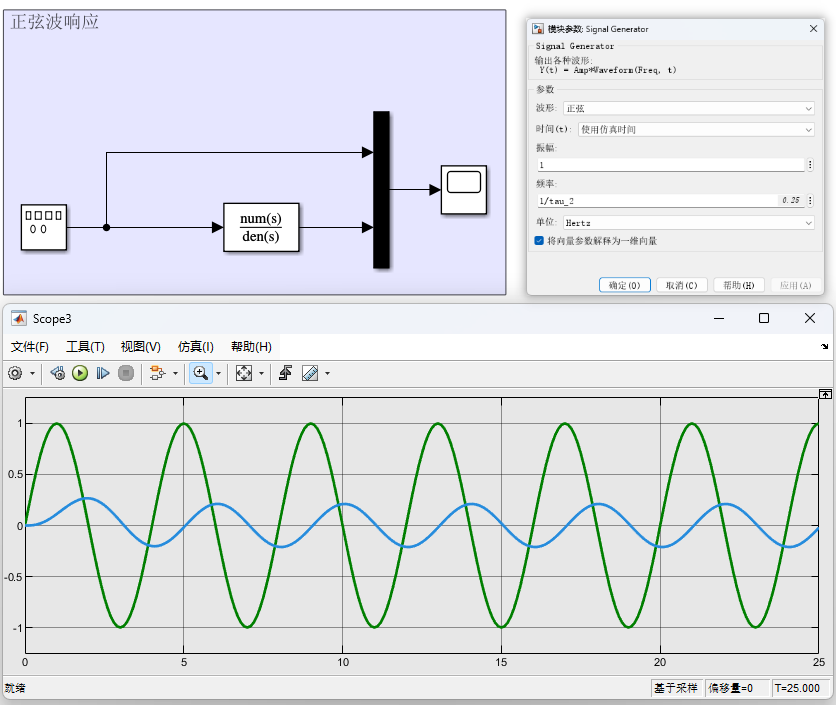 正弦波响应
num(s)
den(s)
模块参数: Signal Generator
Signal Generator
输出各种波形:
Y(t) = Amp*Waveform(Freq, t)
参数
波形: 正弦
时间(t): 使用仿真时间
振幅:
1
频率:
1/tau_2 0.25
单位: Hertz
将向量参数解释为一维向量
确定(O) 取消(C) 帮助(H) 应用(A)
Scope3
文件(F) 工具(T) 视图(V) 仿真(I) 帮助(H)
1
0.5
0
-0.5
-1
0 5 10 15 20 25
就绪 基于采样 偏移量=0 T=25.000